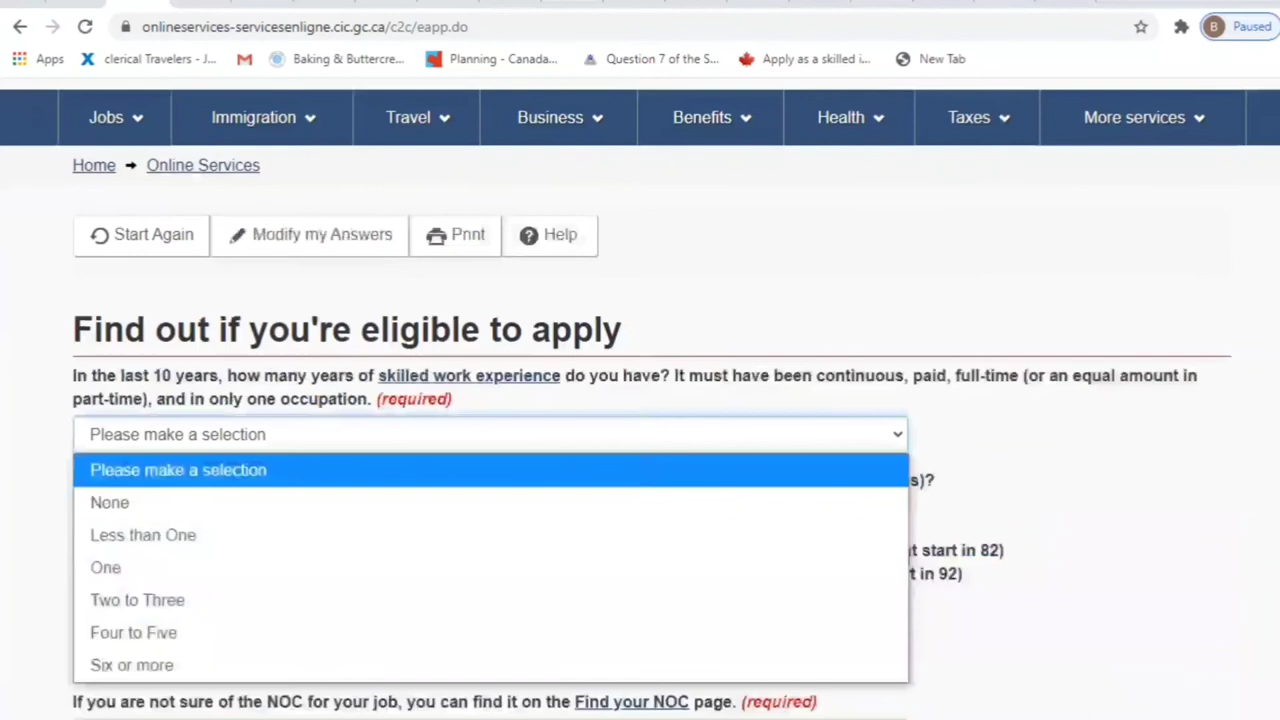 onlineservices-servicesenligne.cic.gc.ca/c2c/eapp.do
B Paused
Apps clerical Travelers - J... Baking & Buttercre... Planning - Canada... Question 7 of the S... Apply as a skilled i... New Tab
Jobs Immigration Travel Business Benefits Health Taxes More services
Home Online Services
Start Again Modify my Answers Print Help
Find out if you're eligible to apply
In the last 10 years, how many years of skilled work experience do you have? It must have been continuous, paid, full-time (or an equal amount in
part-time), and in only one occupation. (required)
Please make a selection
Please make a selection
s)?
None
Less than One
t start in 82)
One
t in 92)
Two to Three
Four to Five
Six or more
If you are not sure of the NOC for your job, you can find it on the Find your NOC page. (required)